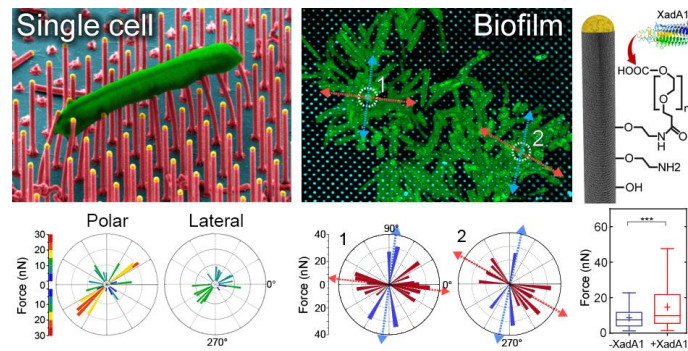 Single cell
Biofilm
1
2
XadA1
HOOC
O
O
n
O
O
N
H
O
O
NH2
OH
Polar
Lateral
Force (nN)
30
20
10
0
10
20
30
0°
270°
1
90°
2
Force (nN)
40
20
0
20
40
0°
270°
Force (nN)
60
40
20
0
***
-XadA1 +XadA1